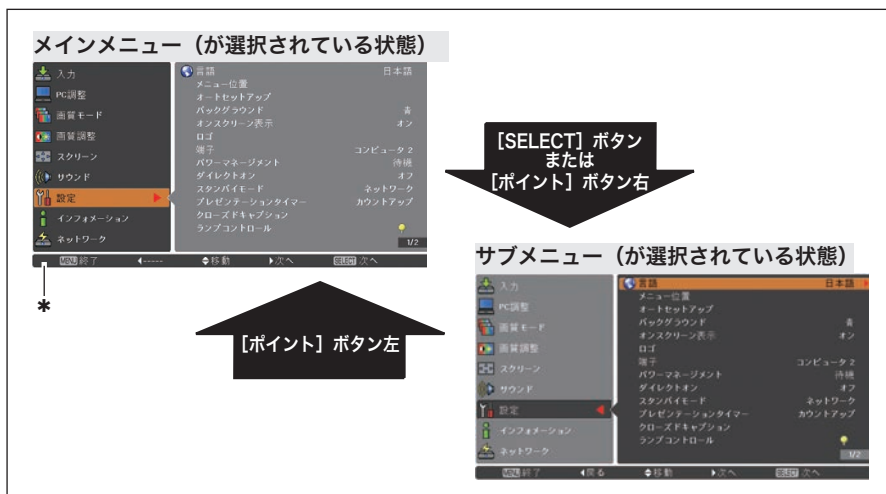 メインメニュー（が選択されている状態）
入力
PC調整
画質モード
画質調整
スクリーン
サウンド
設定
インフォメーション
ネットワーク
言語 日本語
メニュー位置
オートセットアップ
バックグラウンド 青
オンスクリーン表示 オン
ロゴ
端子 コンピュータ 2
パワーマネージメント 待機
ダイレクトオン オフ
スタンバイモード ネットワーク
プレゼンテーションタイマー カウントアップ
クローズドキャプション
ランプコントロール
1/2
MENU 終了 ----- 移動 次へ SELECT 次へ
*
[SELECT] ボタン
または
[ポイント] ボタン右
[ポイント] ボタン左
サブメニュー（が選択されている状態）
入力
PC調整
画質モード
画質調整
スクリーン
サウンド
設定
インフォメーション
ネットワーク
言語 日本語
メニュー位置
オートセットアップ
バックグラウンド 青
オンスクリーン表示 オン
ロゴ
端子 コンピュータ 2
パワーマネージメント 待機
ダイレクトオン オフ
スタンバイモード ネットワーク
プレゼンテーションタイマー カウントアップ
クローズドキャプション
ランプコントロール
1/2
MENU 終了 戻る 移動 次へ SELECT 次へ